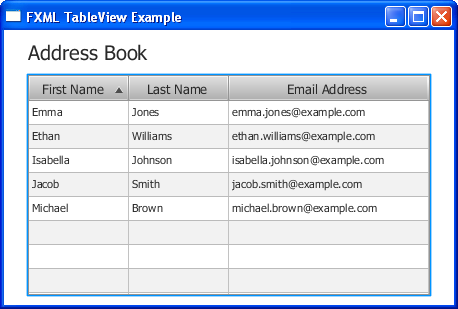 FXML TableView Example
Address Book
First Name Last Name Email Address
Emma Jones emma.jones@example.com
Ethan Williams ethan.williams@example.com
Isabella Johnson isabella.johnson@example.com
Jacob Smith jacob.smith@example.com
Michael Brown michael.brown@example.com